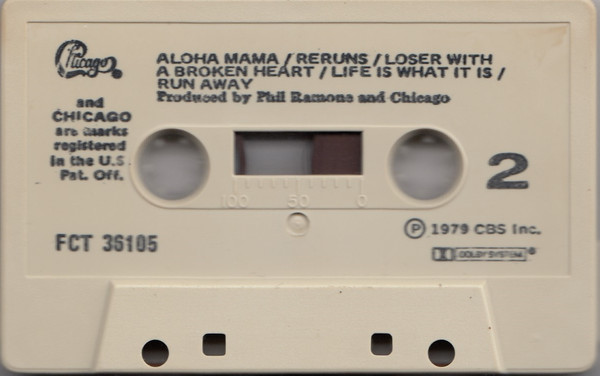 Chicago
ALOHA MAMA / RERUNS / LOSER WITH
A BROKEN HEART / LIFE IS WHAT IT IS /
RUN AWAY
Produced by Phil Ramone and Chicago
and
CHICAGO
are marks
registered
in the U.S.
Pat. Off.
2
100 50 0
FCT 36105
Ⓟ 1979 CBS Inc.
DOLBY SYSTEM ®